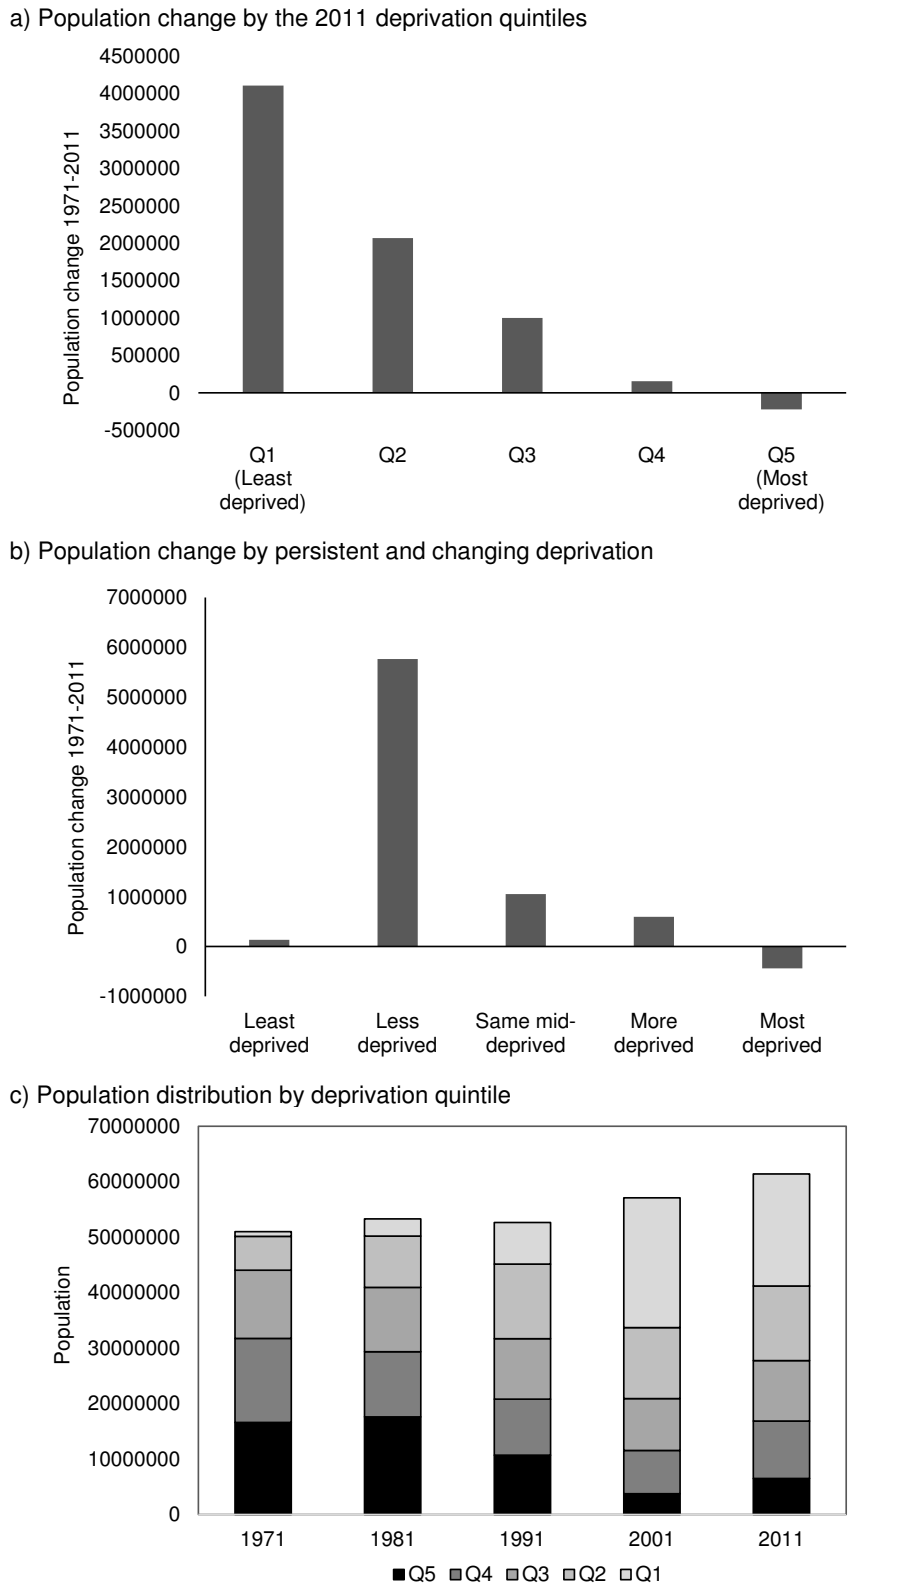 a) Population change by the 2011 deprivation quintiles
Population change 1971-2011
4500000
4000000
3500000
3000000
2500000
2000000
1500000
1000000
500000
0
-500000
Q1 (Least deprived)
Q2
Q3
Q4
Q5 (Most deprived)
b) Population change by persistent and changing deprivation
Population change 1971-2011
7000000
6000000
5000000
4000000
3000000
2000000
1000000
0
-1000000
Least deprived
Less deprived
Same mid-deprived
More deprived
Most deprived
c) Population distribution by deprivation quintile
Population
70000000
60000000
50000000
40000000
30000000
20000000
10000000
0
1971 1981 1991 2001 2011
Q5 Q4 Q3 Q2 Q1